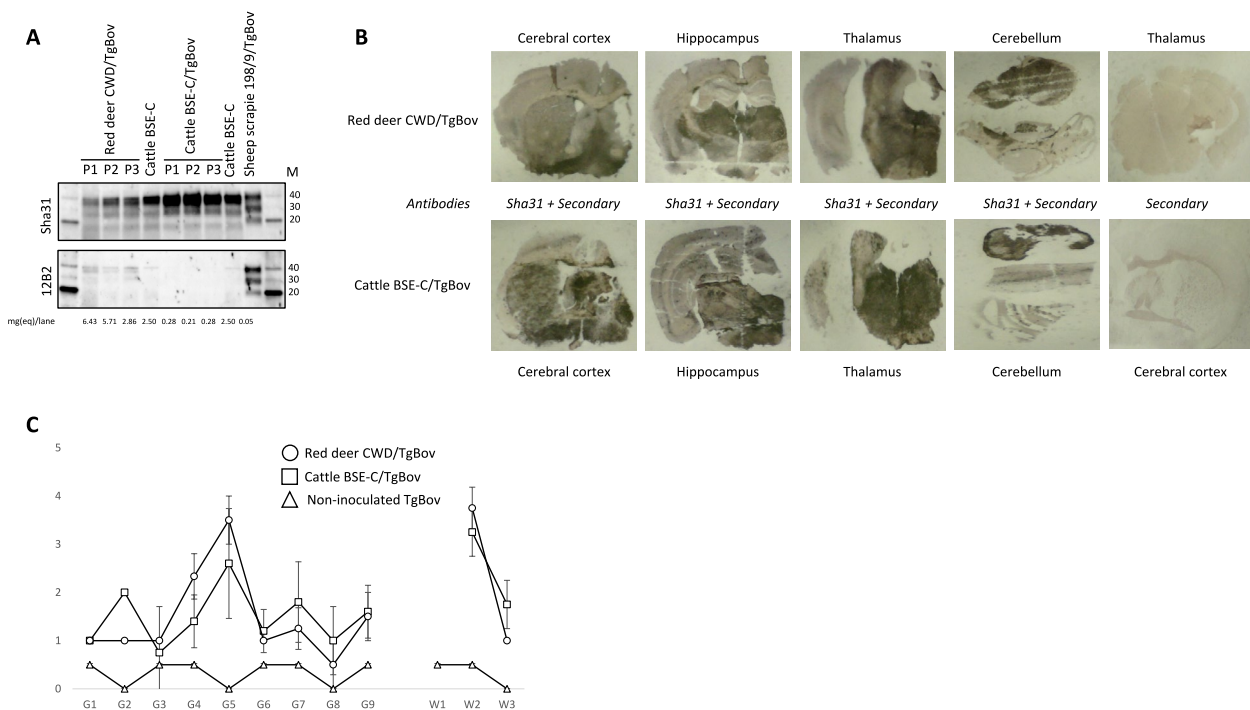 A
Red deer CWD/TgBov
Cattle BSE-C
Cattle BSE-C/TgBov
Cattle BSE-C
Sheep scrapie 198/9/TgBov
P1 P2 P3 P1 P2 P3 M
Sha31
40
30
20
12B2
40
30
20
mg(eq)/lane 6.43 5.71 2.86 2.50 0.28 0.21 0.28 2.50 0.05
B
Cerebral cortex Hippocampus Thalamus Cerebellum Thalamus
Red deer CWD/TgBov
Antibodies Sha31 + Secondary Sha31 + Secondary Sha31 + Secondary Sha31 + Secondary Secondary
Cattle BSE-C/TgBov
Cerebral cortex Hippocampus Thalamus Cerebellum Cerebral cortex
C
5
4
3
2
1
0
Red deer CWD/TgBov
Cattle BSE-C/TgBov
Non-inoculated TgBov
G1 G2 G3 G4 G5 G6 G7 G8 G9 W1 W2 W3